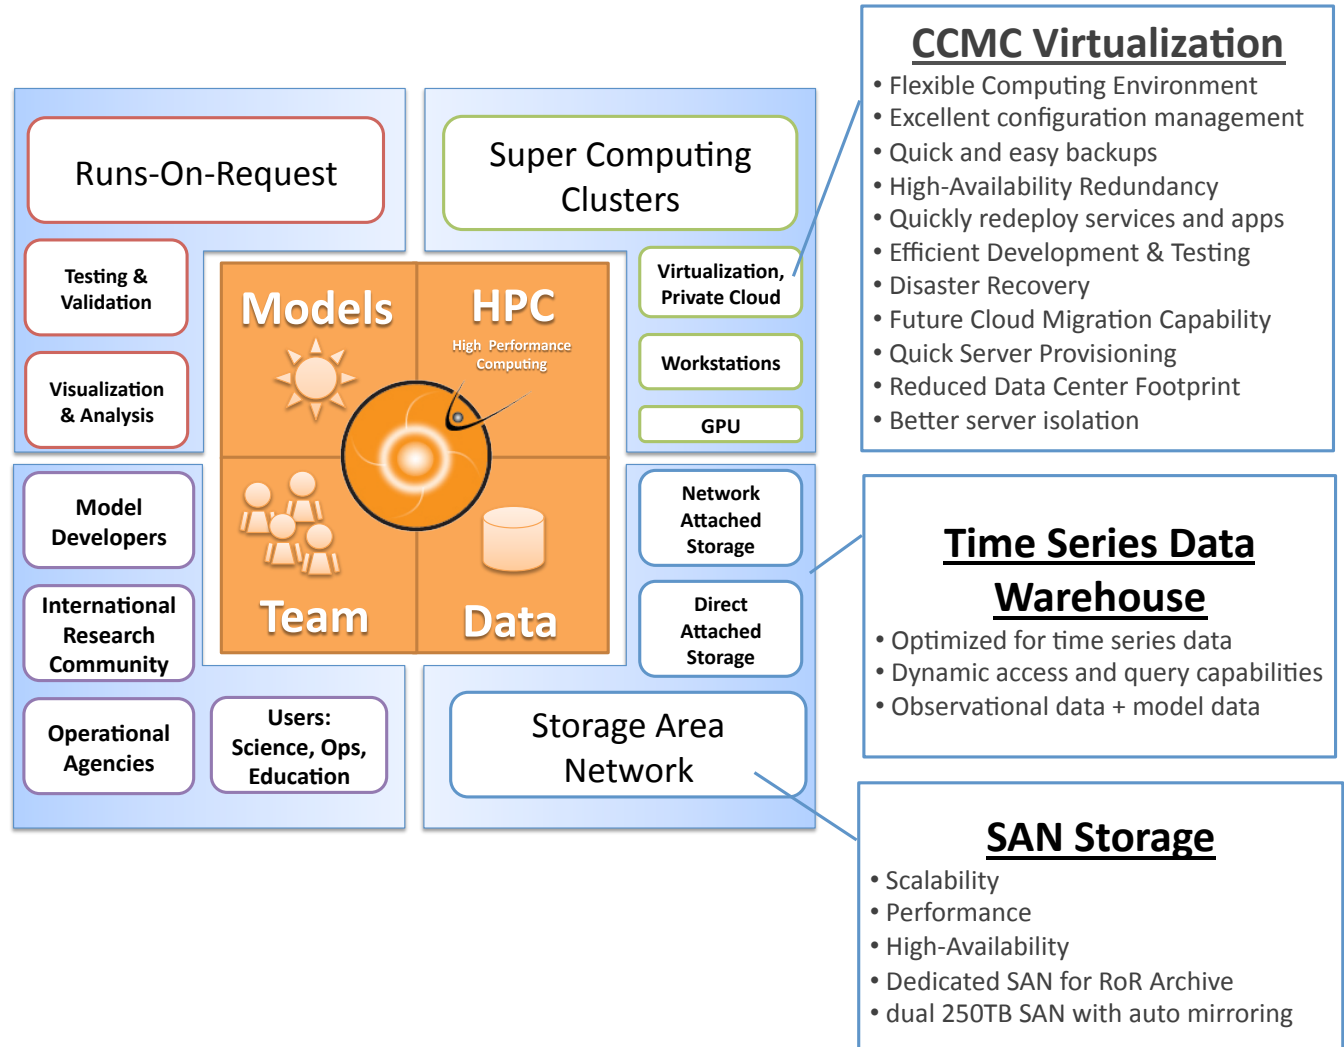 Runs-On-Request
Testing &
Validation
Visualization
& Analysis
Super Computing
Clusters
Virtualization,
Private Cloud
Workstations
GPU
Models
HPC
High Performance
Computing
Team
Data
Model
Developers
International
Research
Community
Operational
Agencies
Users:
Science, Ops,
Education
Network
Attached
Storage
Direct
Attached
Storage
Storage Area
Network
CCMC Virtualization
• Flexible Computing Environment
• Excellent configuration management
• Quick and easy backups
• High-Availability Redundancy
• Quickly redeploy services and apps
• Efficient Development & Testing
• Disaster Recovery
• Future Cloud Migration Capability
• Quick Server Provisioning
• Reduced Data Center Footprint
• Better server isolation
Time Series Data
Warehouse
• Optimized for time series data
• Dynamic access and query capabilities
• Observational data + model data
SAN Storage
• Scalability
• Performance
• High-Availability
• Dedicated SAN for RoR Archive
• dual 250TB SAN with auto mirroring